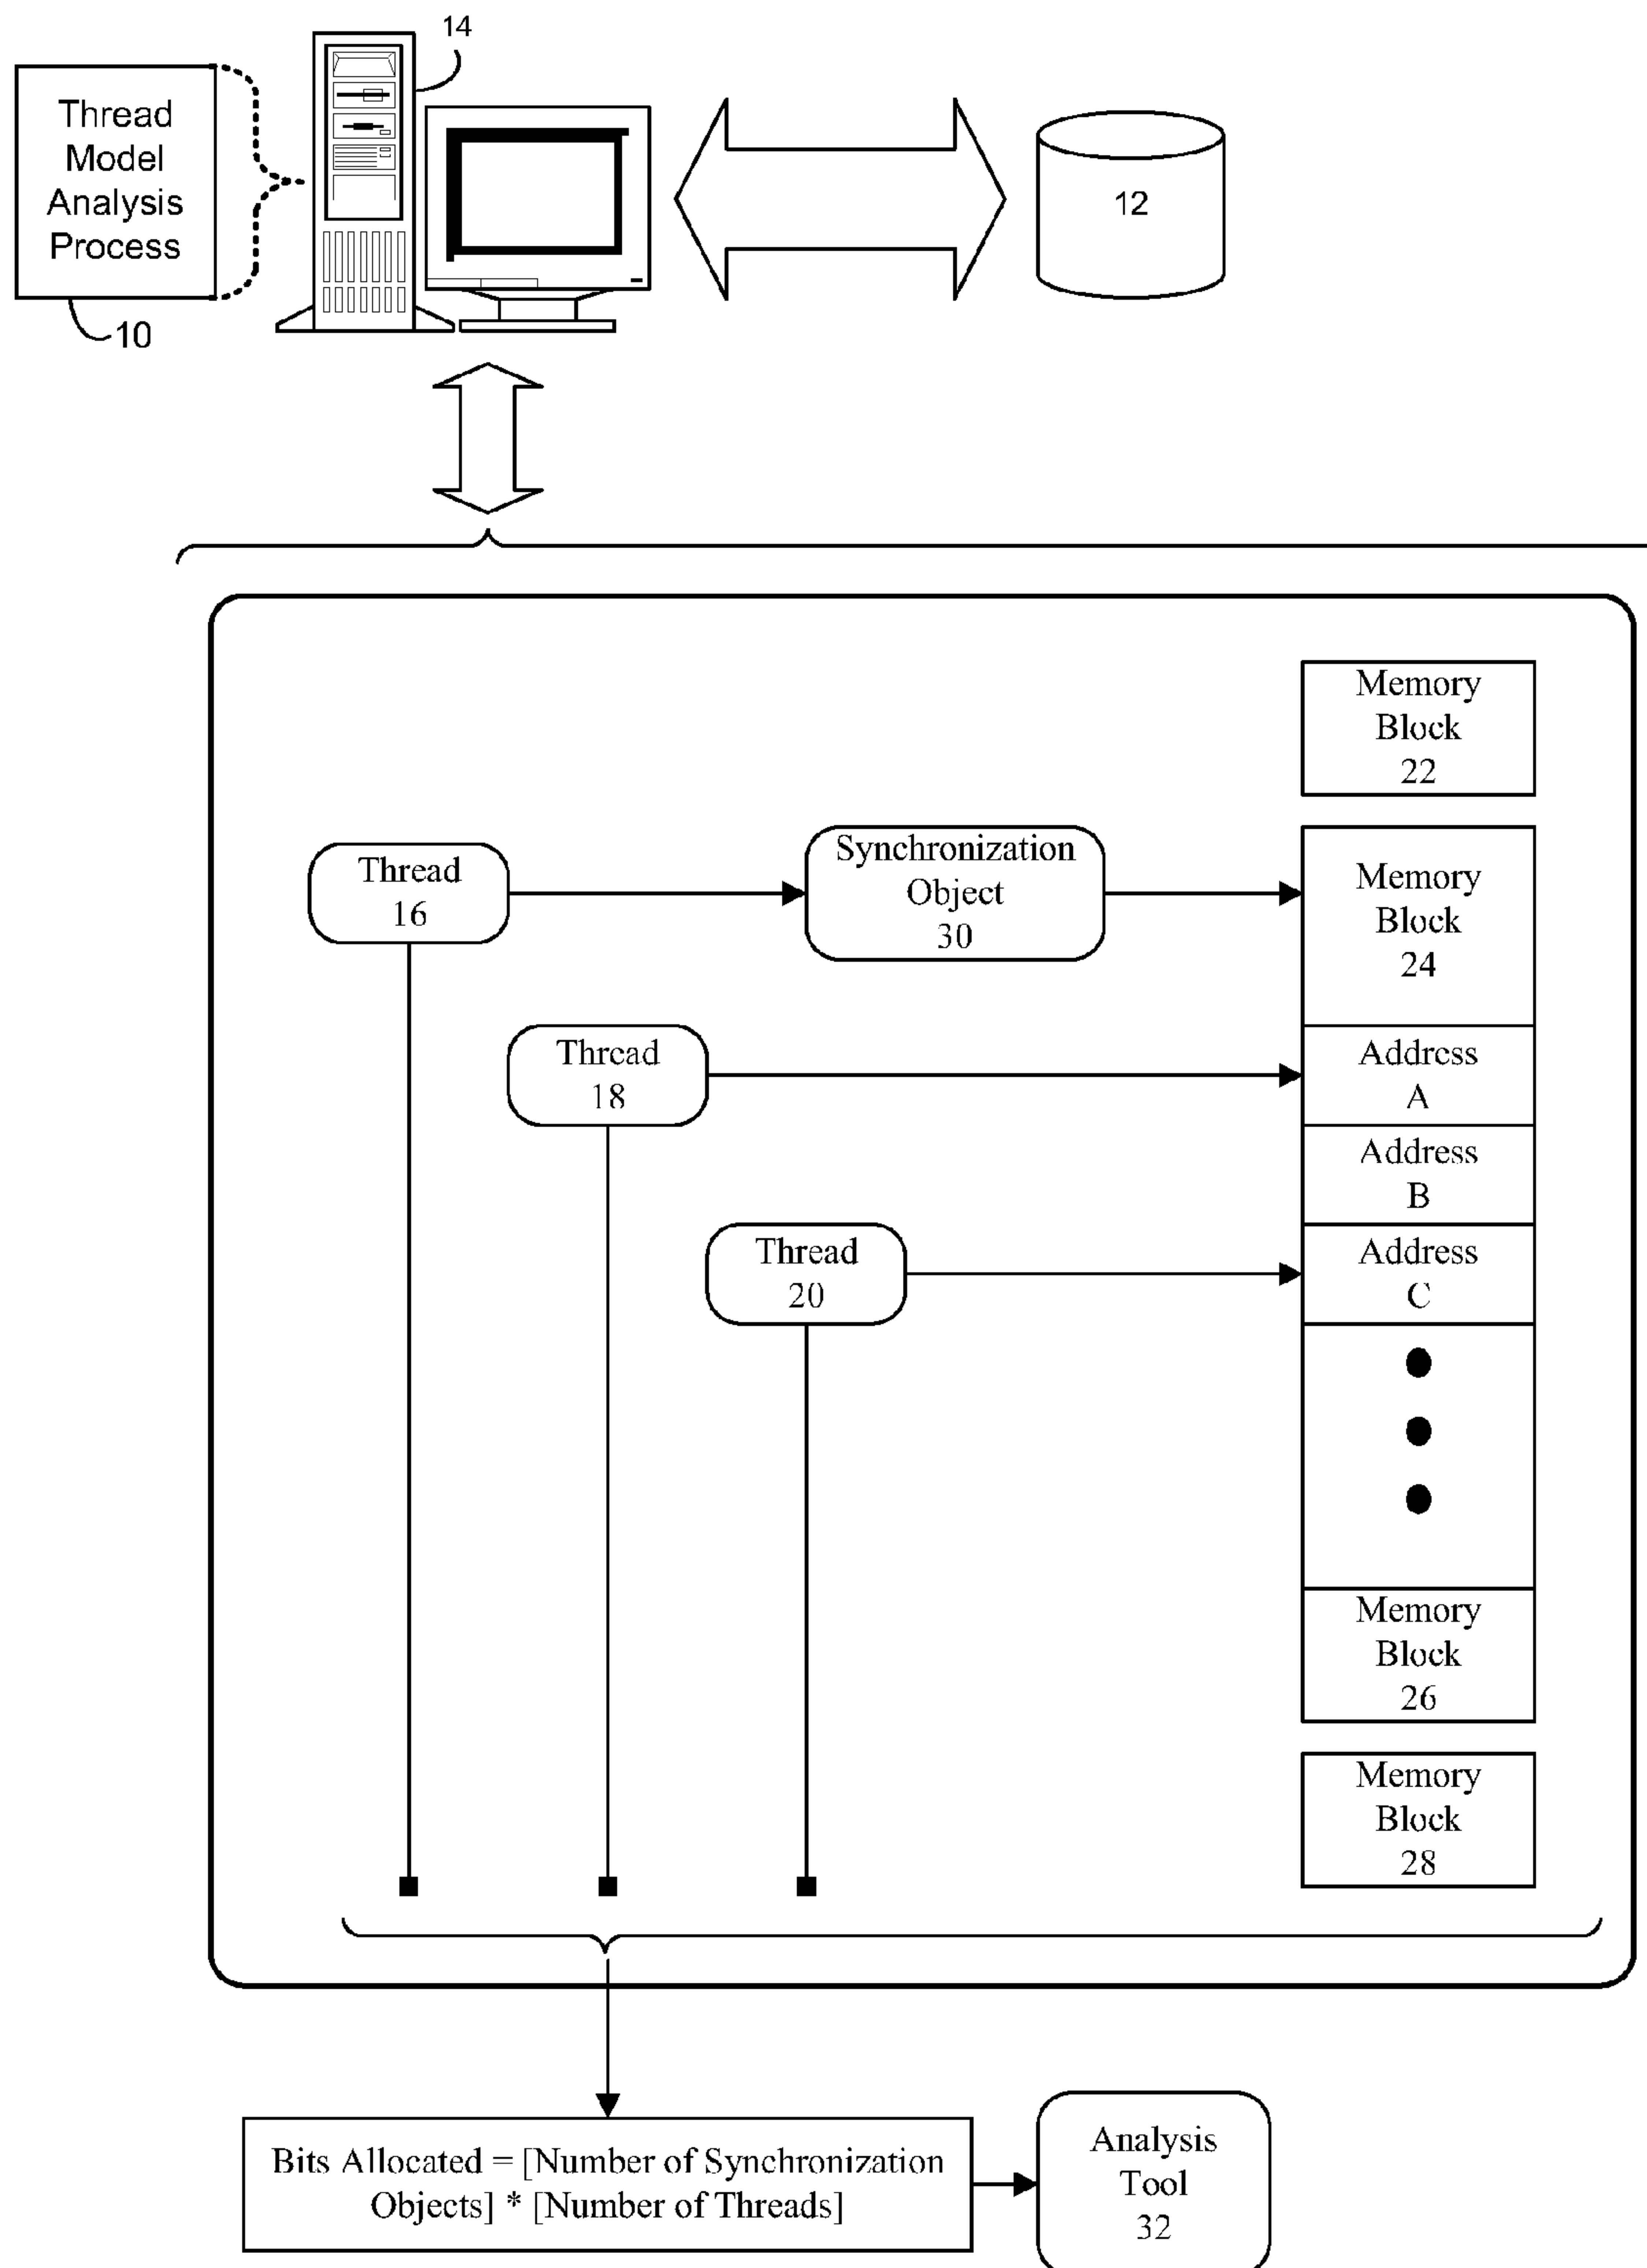 14
Thread
Model
Analysis
Process
10
12
Memory
Block
22
Thread
16
Synchronization
Object
30
Memory
Block
24
Thread
18
Address
A
Address
B
Thread
20
Address
C
Memory
Block
26
Memory
Block
28
Bits Allocated = [Number of Synchronization
Objects] * [Number of Threads]
Analysis
Tool
32